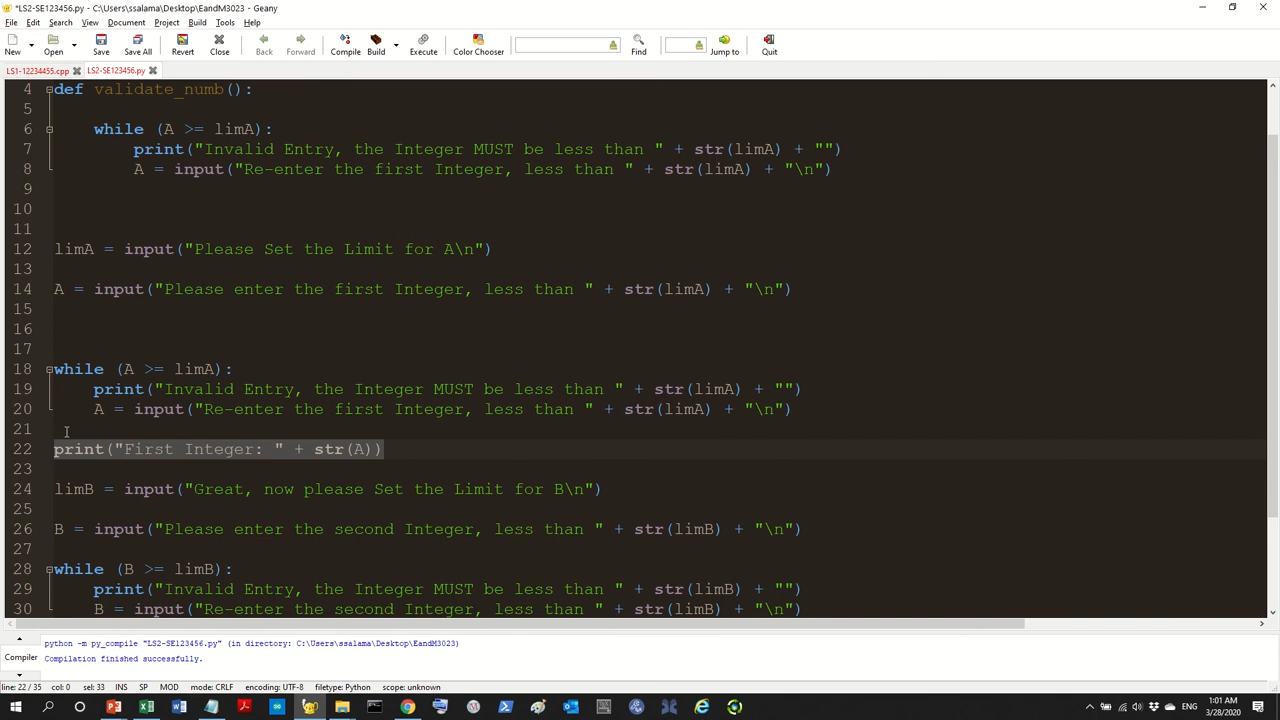 *LS2-SE123456.py - C:\Users\ssalama\Desktop\EandM3023 - Geany
File Edit Search View Document Project Build Tools Help
New Open Save Save All Revert Close Back Forward Compile Build Execute Color Chooser Find Jump to Quit
LS1-12234455.cpp LS2-SE123456.py
4 def validate_numb():
5
6 while (A >= limA):
7 print("Invalid Entry, the Integer MUST be less than " + str(limA) + "")
8 A = input("Re-enter the first Integer, less than " + str(limA) + "\n")
9
10
11
12 limA = input("Please Set the Limit for A\n")
13
14 A = input("Please enter the first Integer, less than " + str(limA) + "\n")
15
16
17
18 while (A >= limA):
19 print("Invalid Entry, the Integer MUST be less than " + str(limA) + "")
20 A = input("Re-enter the first Integer, less than " + str(limA) + "\n")
21
22 print("First Integer: " + str(A))
23
24 limB = input("Great, now please Set the Limit for B\n")
25
26 B = input("Please enter the second Integer, less than " + str(limB) + "\n")
27
28 while (B >= limB):
29 print("Invalid Entry, the Integer MUST be less than " + str(limB) + "")
30 B = input("Re-enter the second Integer, less than " + str(limB) + "\n")
python -m py_compile "LS2-SE123456.py" (in directory: C:\Users\ssalama\Desktop\EandM3023)
Compiler Compilation finished successfully.
line: 22 / 35 col: 0 sel: 33 INS SP MOD mode: CRLF encoding: UTF-8 filetype: Python scope: unknown
ENG 1:01 AM
3/28/2020